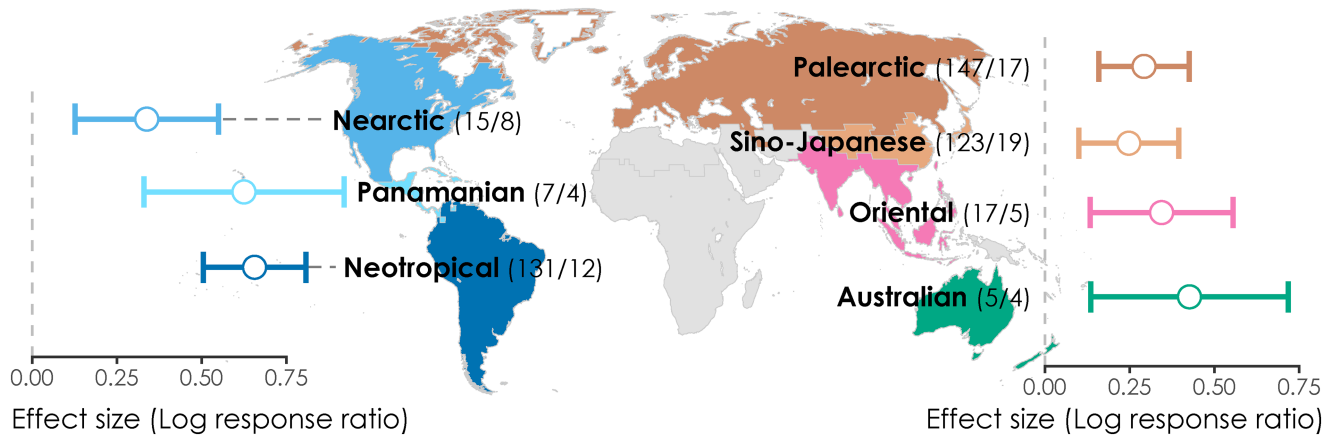 Palearctic (147/17)
Nearctic (15/8)
Sino-Japanese (123/19)
Panamanian (7/4)
Oriental (17/5)
Neotropical (131/12)
Australian (5/4)
0.00 0.25 0.50 0.75
Effect size (Log response ratio)
0.00 0.25 0.50 0.75
Effect size (Log response ratio)